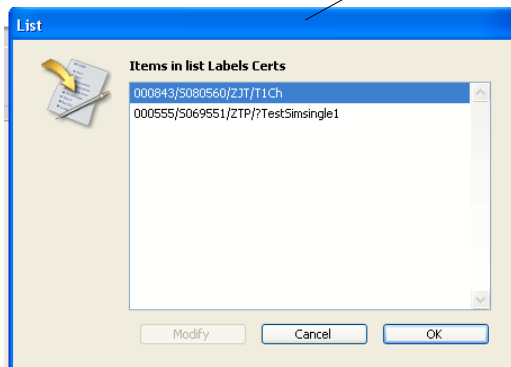 List
Items in list Labels Certs
000843/S080560/ZJT/T1Ch
000555/S069551/ZTP/?TestSimsingle1
Modify
Cancel
OK